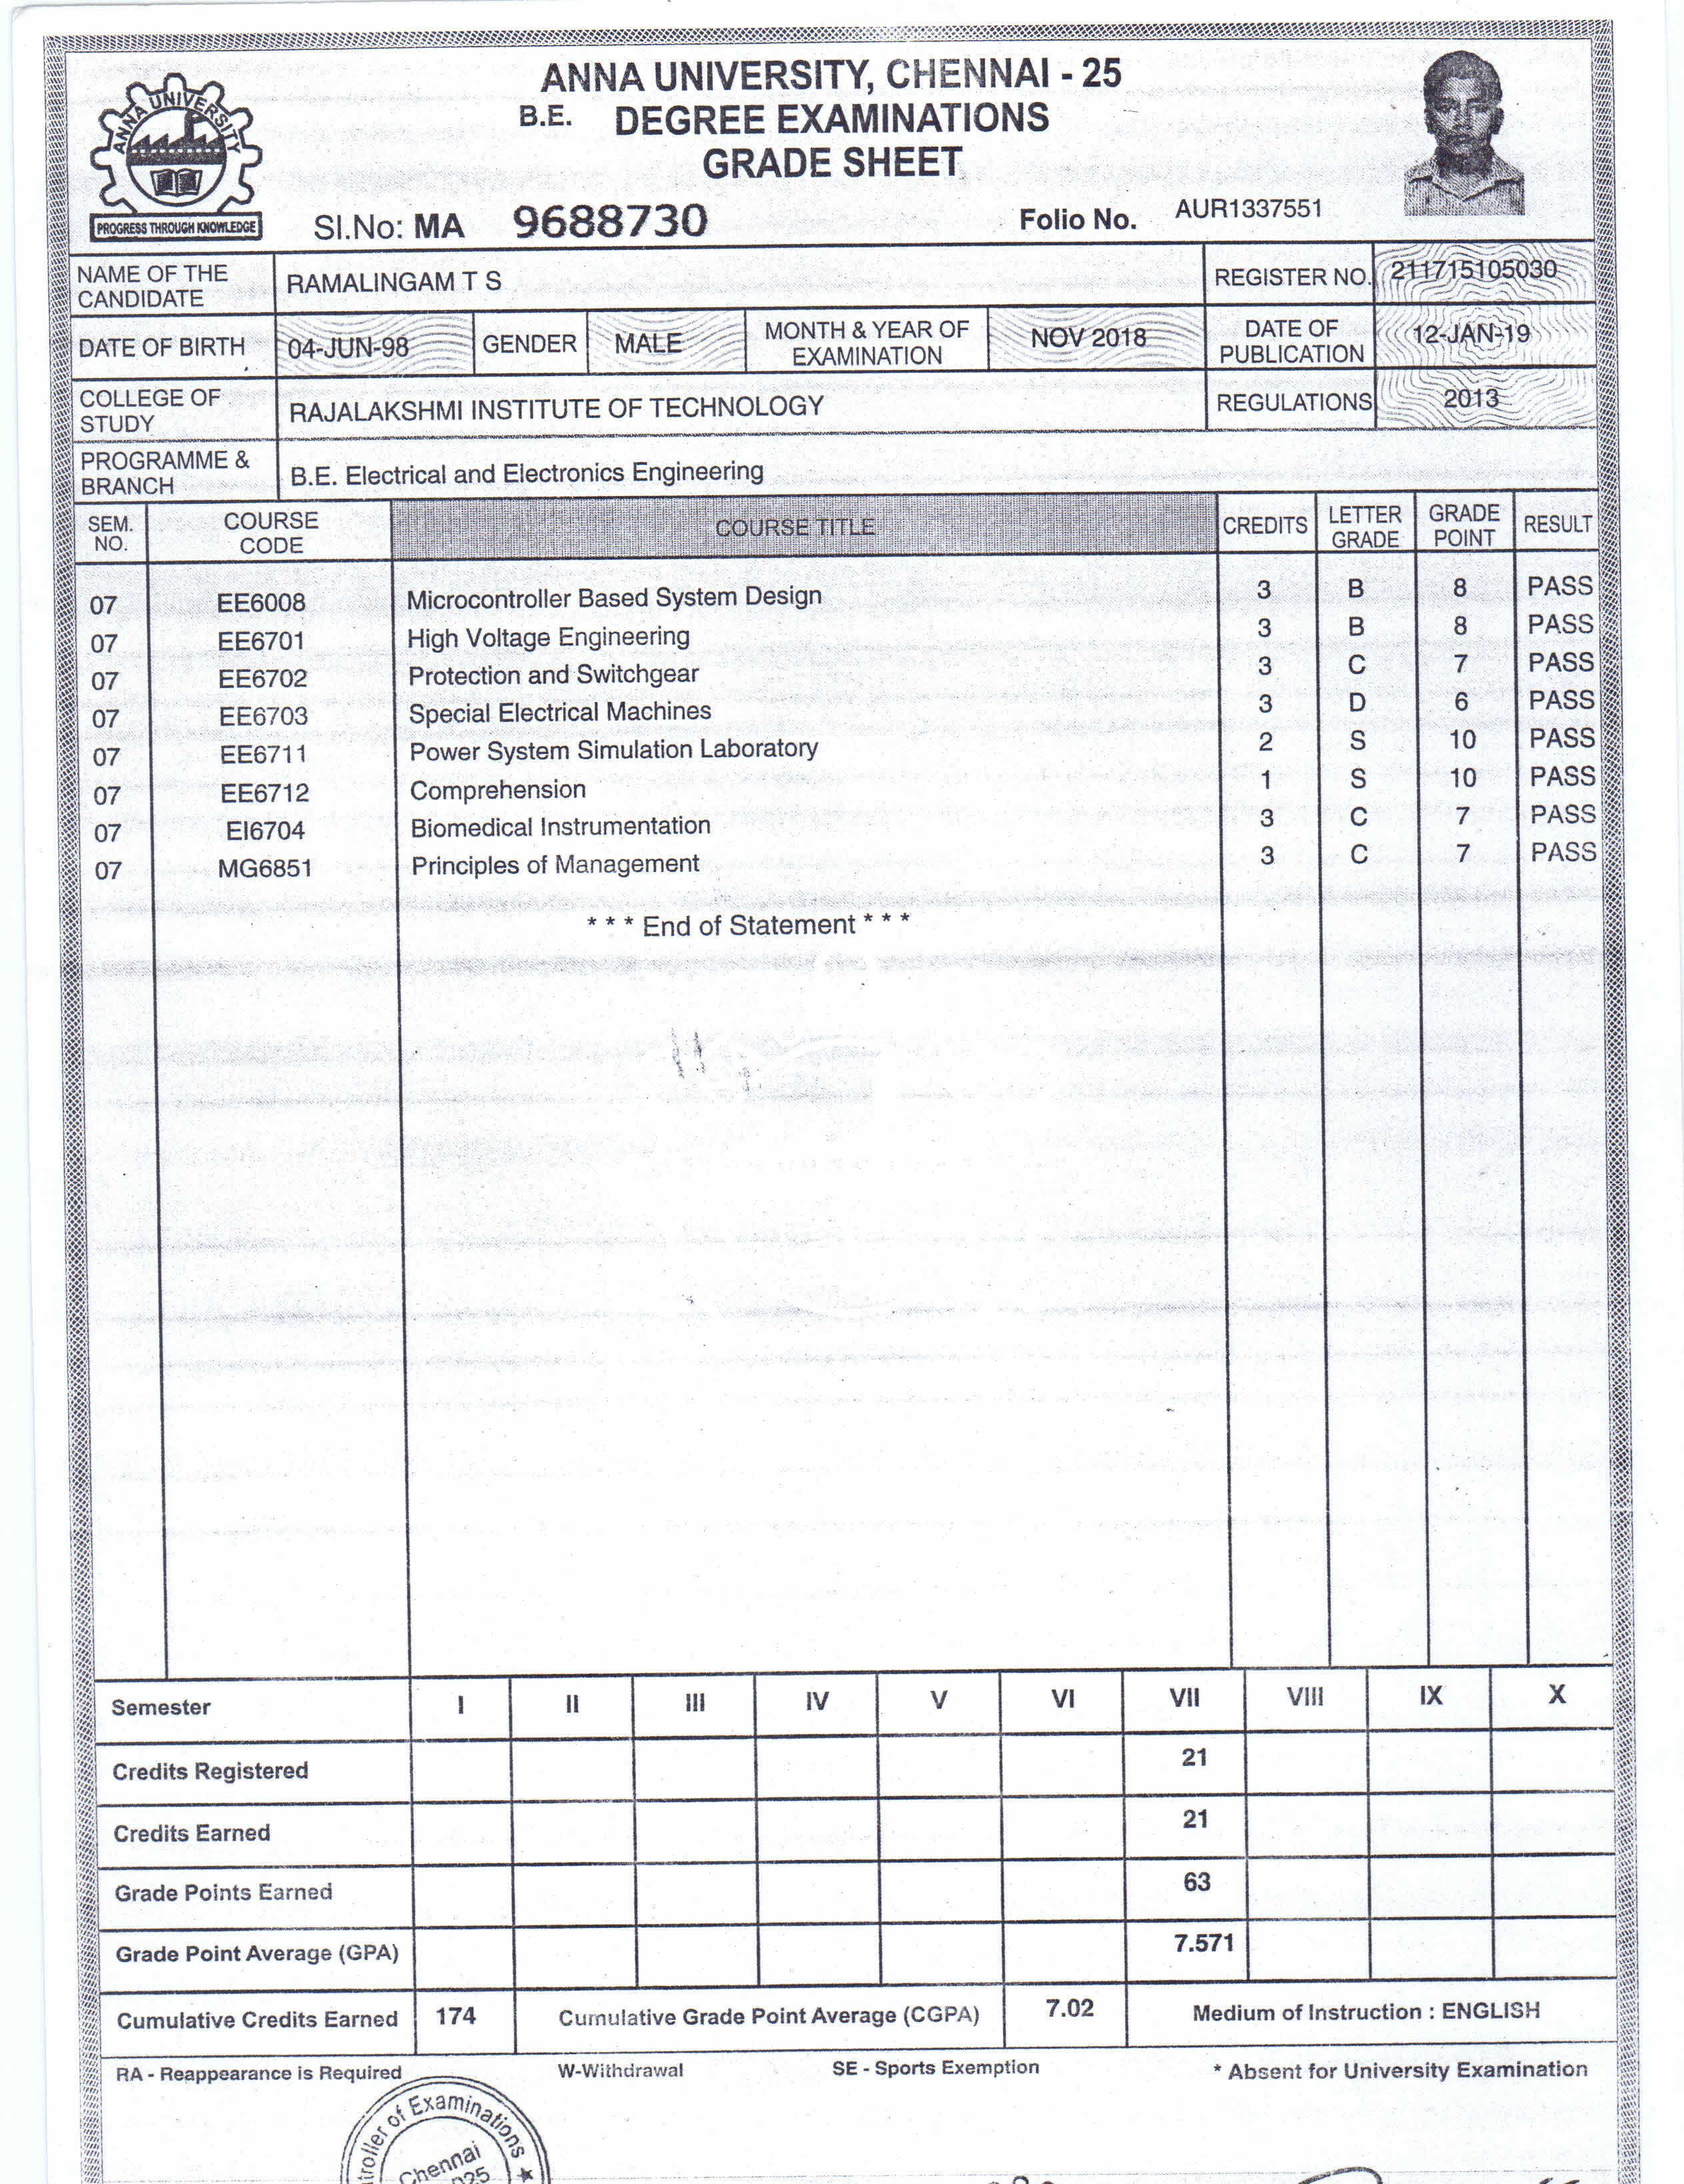 ANNA UNIVERSITY
PROGRESS THROUGH KNOWLEDGE
ANNA UNIVERSITY, CHENNAI - 25
B.E. DEGREE EXAMINATIONS
GRADE SHEET
Sl.No: MA 9688730 Folio No. AUR1337551
NAME OF THE CANDIDATE RAMALINGAM T S REGISTER NO. 211715105030
DATE OF BIRTH 04-JUN-98 GENDER MALE MONTH & YEAR OF EXAMINATION NOV 2018 DATE OF PUBLICATION 12-JAN-19
COLLEGE OF STUDY RAJALAKSHMI INSTITUTE OF TECHNOLOGY REGULATIONS 2013
PROGRAMME & BRANCH B.E. Electrical and Electronics Engineering
SEM. NO. COURSE CODE COURSE TITLE CREDITS LETTER GRADE GRADE POINT RESULT
07 EE6008 Microcontroller Based System Design 3 B 8 PASS
07 EE6701 High Voltage Engineering 3 B 8 PASS
07 EE6702 Protection and Switchgear 3 C 7 PASS
07 EE6703 Special Electrical Machines 3 D 6 PASS
07 EE6711 Power System Simulation Laboratory 2 S 10 PASS
07 EE6712 Comprehension 1 S 10 PASS
07 EI6704 Biomedical Instrumentation 3 C 7 PASS
07 MG6851 Principles of Management 3 C 7 PASS
* * * End of Statement * * *
Semester I II III IV V VI VII VIII IX X
Credits Registered 21
Credits Earned 21
Grade Points Earned 63
Grade Point Average (GPA) 7.571
Cumulative Credits Earned 174 Cumulative Grade Point Average (CGPA) 7.02 Medium of Instruction : ENGLISH
RA - Reappearance is Required W-Withdrawal SE - Sports Exemption * Absent for University Examination
of Examinations
Chennai